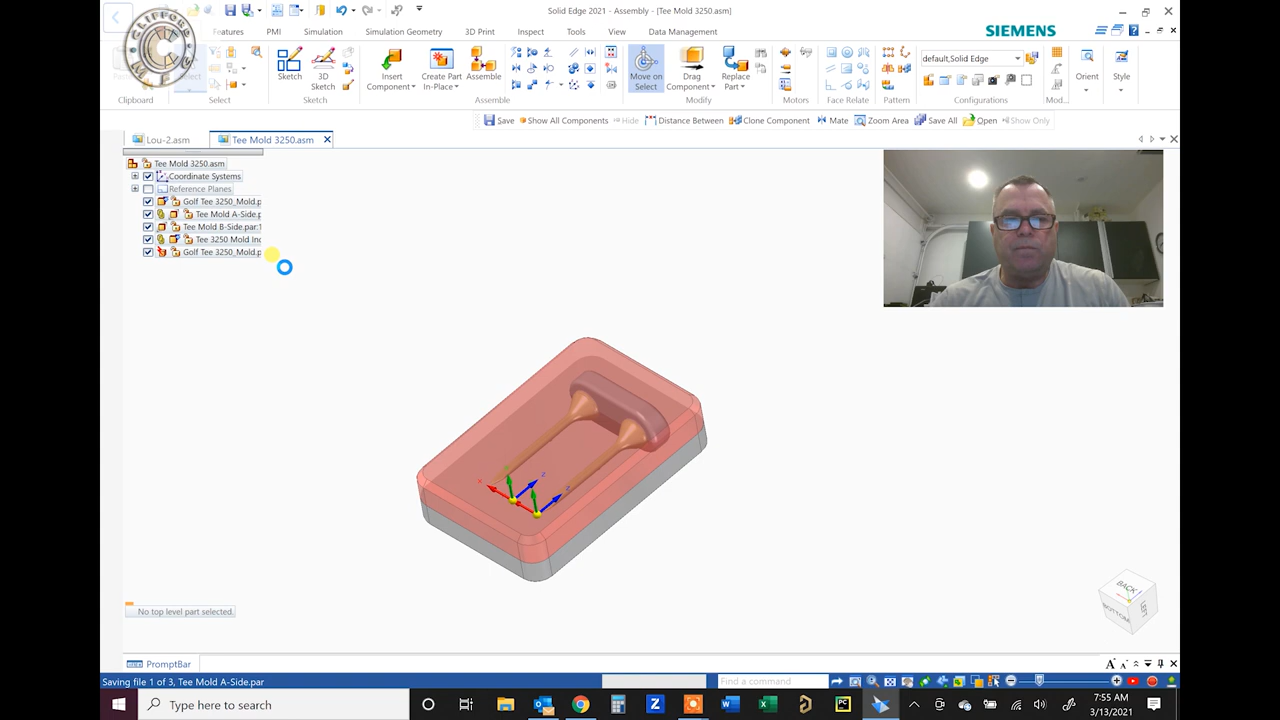 Solid Edge 2021 - Assembly - [Tee Mold 3250.asm]
Features PMI Simulation Simulation Geometry 3D Print Inspect Tools View Data Management
SIEMENS
CLIFFORD
Select
Sketch
3D Sketch
Insert Component
Create Part In-Place
Assemble
Move on Select
Drag Component
Replace Part
default,Solid Edge
Orient
Style
Clipboard Select Sketch Assemble Modify Motors Face Relate Pattern Configurations Mod...
Save Show All Components Hide Distance Between Clone Component Mate Zoom Area Save All Open Show Only
Lou-2.asm
Tee Mold 3250.asm
Tee Mold 3250.asm
Coordinate Systems
Reference Planes
Golf Tee 3250_Mold.p
Tee Mold A-Side.p
Tee Mold B-Side.par:1
Tee 3250 Mold Inc
Golf Tee 3250_Mold.p
X
Z
BACK
BOTTOM
No top level part selected.
PromptBar
Saving file 1 of 3, Tee Mold A-Side.par
Find a command
Type here to search
7:55 AM
3/13/2021